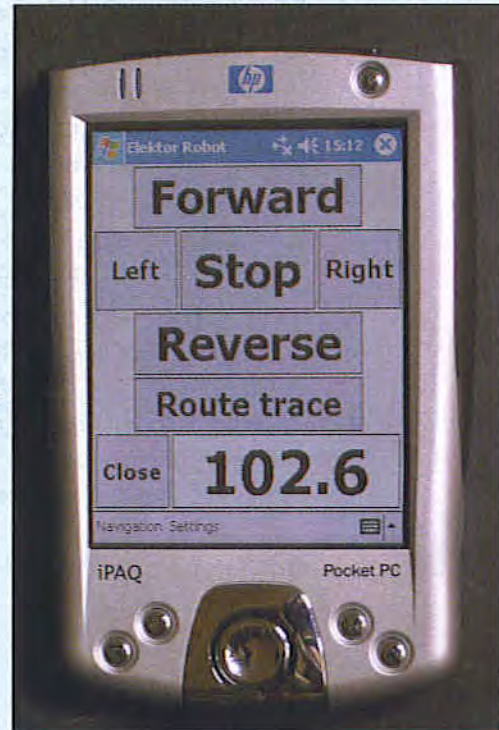 hp
Elektor Robot 15:12
Forward
Left Stop Right
Reverse
Route trace
Close 102.6
Navigation Settings
iPAQ Pocket PC